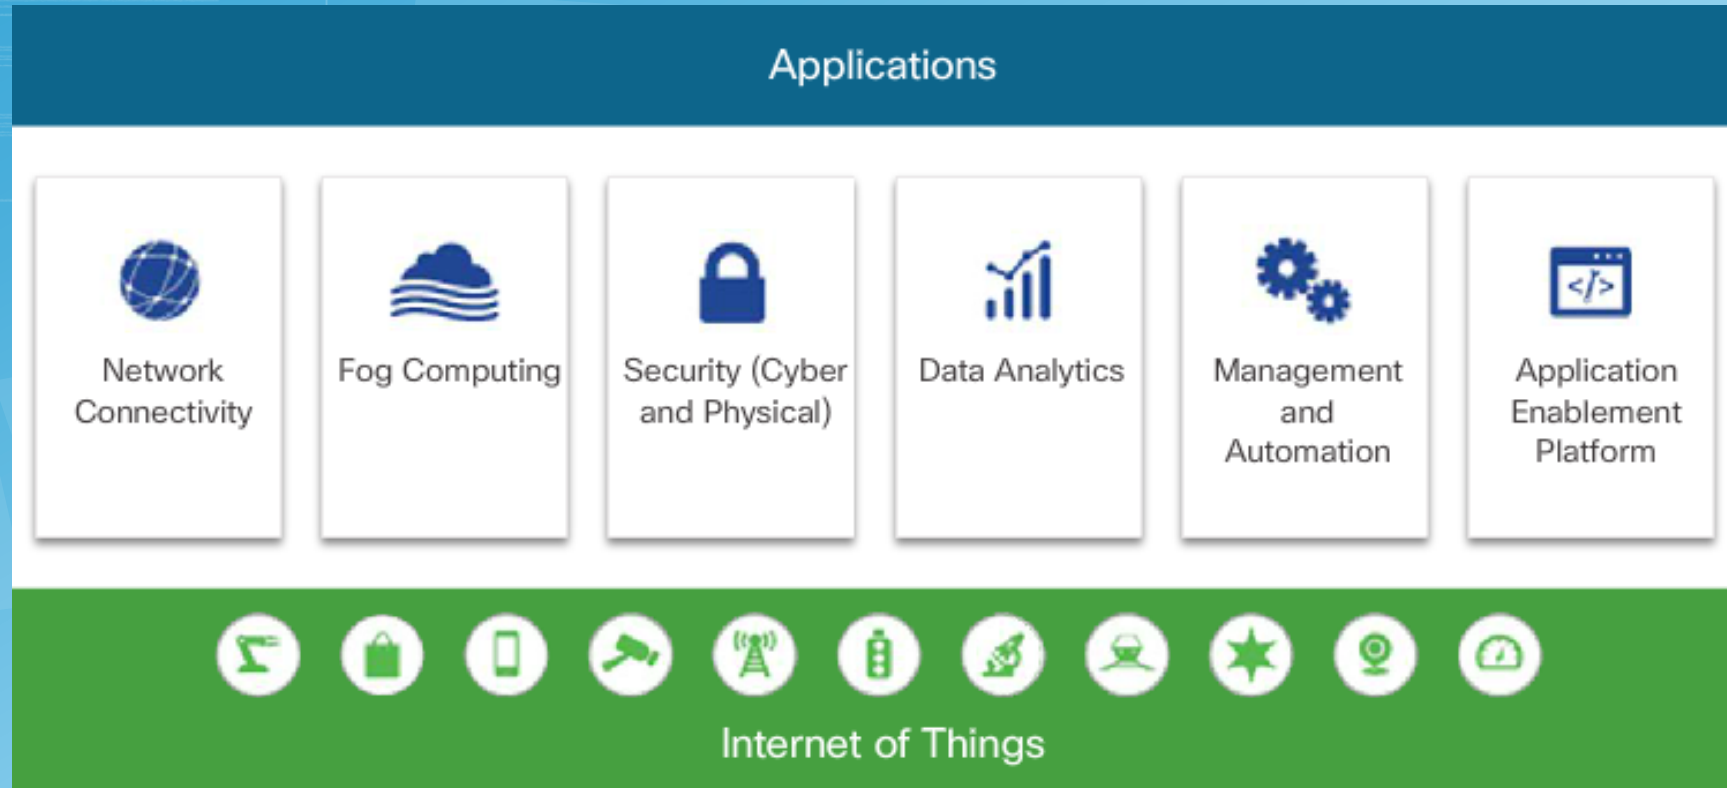 Applications
Network
Connectivity
Fog Computing
Security (Cyber
and Physical)
Data Analytics
Management
and
Automation
</>
Application
Enablement
Platform
Internet of Things